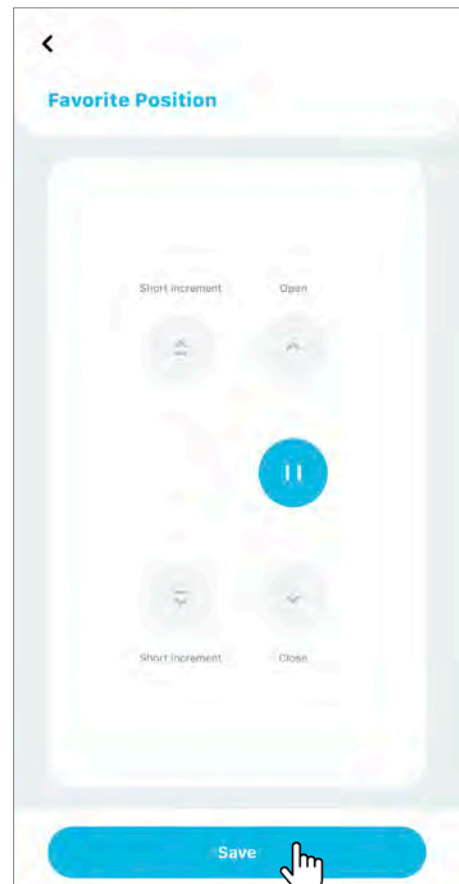 Favorite Position
Short increment Open
Short increment Close
Save